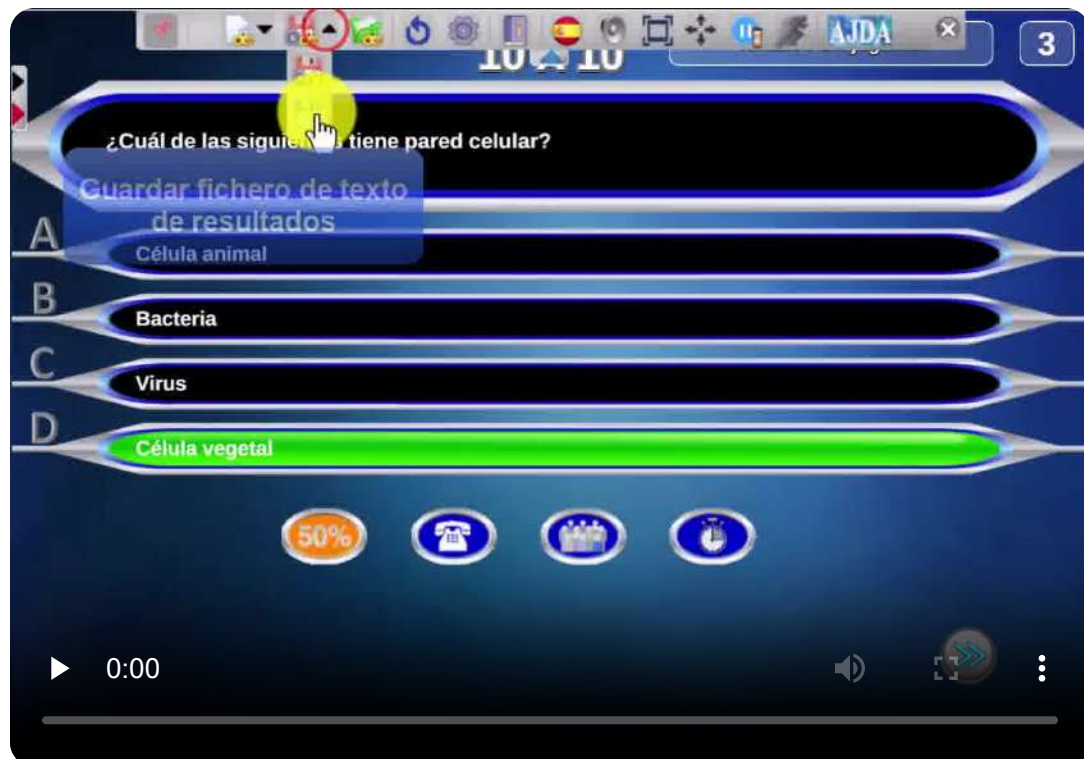 AJDA
3
10 10
¿Cuál de las siguientes tiene pared celular?
Guardar fichero de texto
de resultados
A
Célula animal
B
Bacteria
C
Virus
D
Célula vegetal
50%
0:00